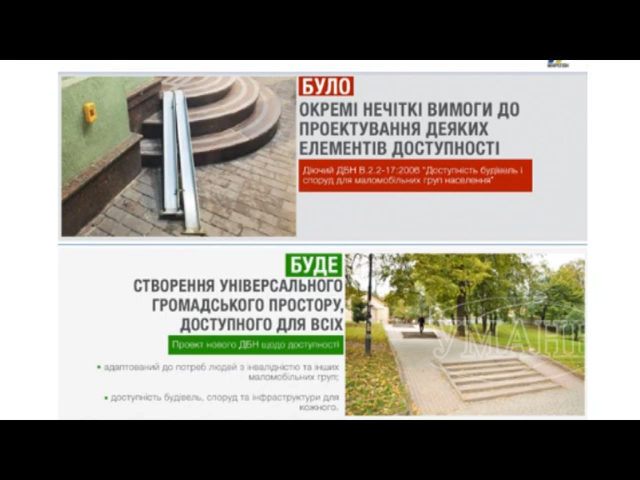 БУЛО
ОКРЕМІ НЕЧІТКІ ВИМОГИ ДО
ПРОЕКТУВАННЯ ДЕЯКИХ
ЕЛЕМЕНТІВ ДОСТУПНОСТІ
Діючий ДБН В.2.2-17:2006 "Доступність будівель і
споруд для маломобільних груп населення"
БУДЕ
СТВОРЕННЯ УНІВЕРСАЛЬНОГО
ГРОМАДСЬКОГО ПРОСТОРУ,
ДОСТУПНОГО ДЛЯ ВСІХ
Проект нового ДБН щодо доступності
• адаптований до потреб людей з інвалідністю та інших
маломобільних груп;
• доступність будівель, споруд та інфраструктури для
кожного.